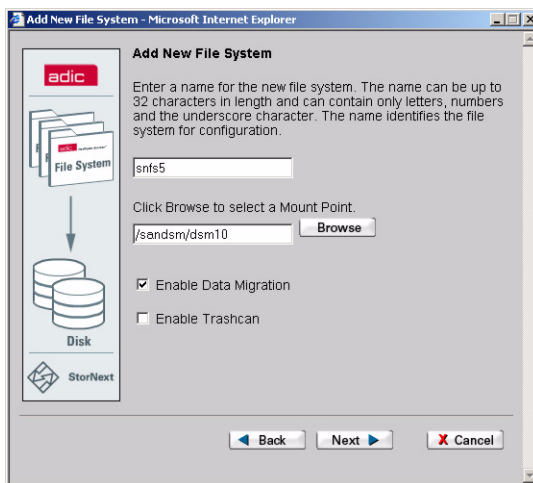 Add New File System - Microsoft Internet Explorer
adic
File System
Disk
StorNext
Add New File System
Enter a name for the new file system. The name can be up
to 32 characters in length and can contain only letters, numbers
and the underscore character. The name identifies the file
system for configuration.
snfs5
Click Browse to select a Mount Point.
/sandsm/dsm10
Browse
Enable Data Migration
Enable Trashcan
Back
Next
X Cancel